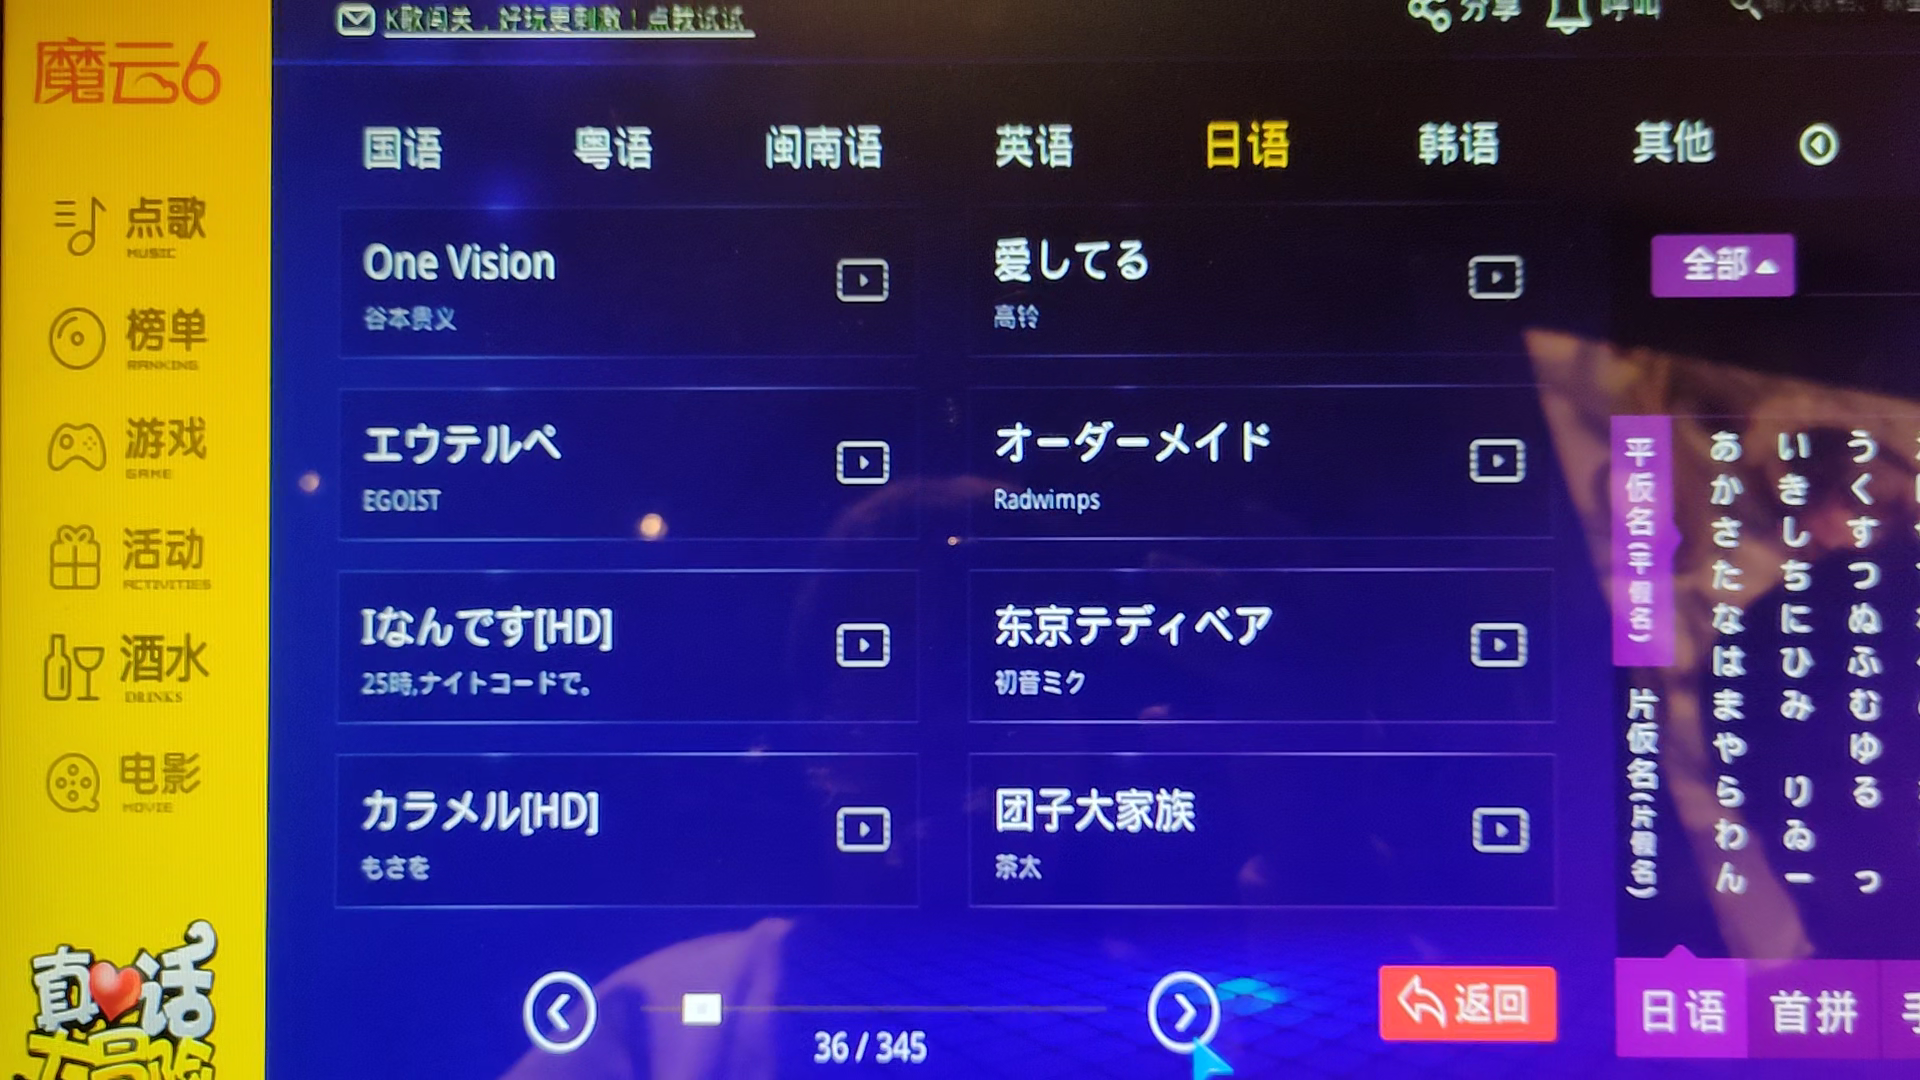 K歌闯关，好玩更刺激！点我试试
分享
呼叫
魔云6
国语
粤语
闽南语
英语
日语
韩语
其他
点歌
MUSIC
榜单
RANKING
游戏
GAME
活动
ACTIVITIES
酒水
DRINKS
电影
MOVIE
真心话
大冒险
One Vision
谷本贵义
爱してる
高铃
エウテルペ
EGOIST
オーダーメイド
Radwimps
Iなんです[HD]
25時,ナイトコードで。
东京テディベア
初音ミク
カラメル[HD]
もさを
团子大家族
茶太
36 / 345
返回
全部
平仮名(平假名)
片仮名(片假名)
あ い う
か き く
さ し す
た ち つ
な に ぬ
は ひ ふ
ま み む
や ゆ
ら り る
わ ゐ
ん ー っ
日语
首拼